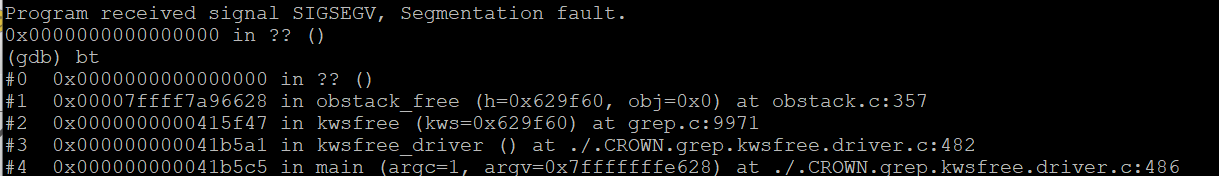 Program received signal SIGSEGV, Segmentation fault.
0x0000000000000000 in ?? ()
(gdb) bt
#0  0x0000000000000000 in ?? ()
#1  0x00007ffff7a96628 in obstack_free (h=0x629f60, obj=0x0) at obstack.c:357
#2  0x0000000000415f47 in kwsfree (kws=0x629f60) at grep.c:9971
#3  0x000000000041b5a1 in kwsfree_driver () at ./.CROWN.grep.kwsfree.driver.c:482
#4  0x000000000041b5c5 in main (argc=1, argv=0x7fffffffe628) at ./.CROWN.grep.kwsfree.driver.c:486